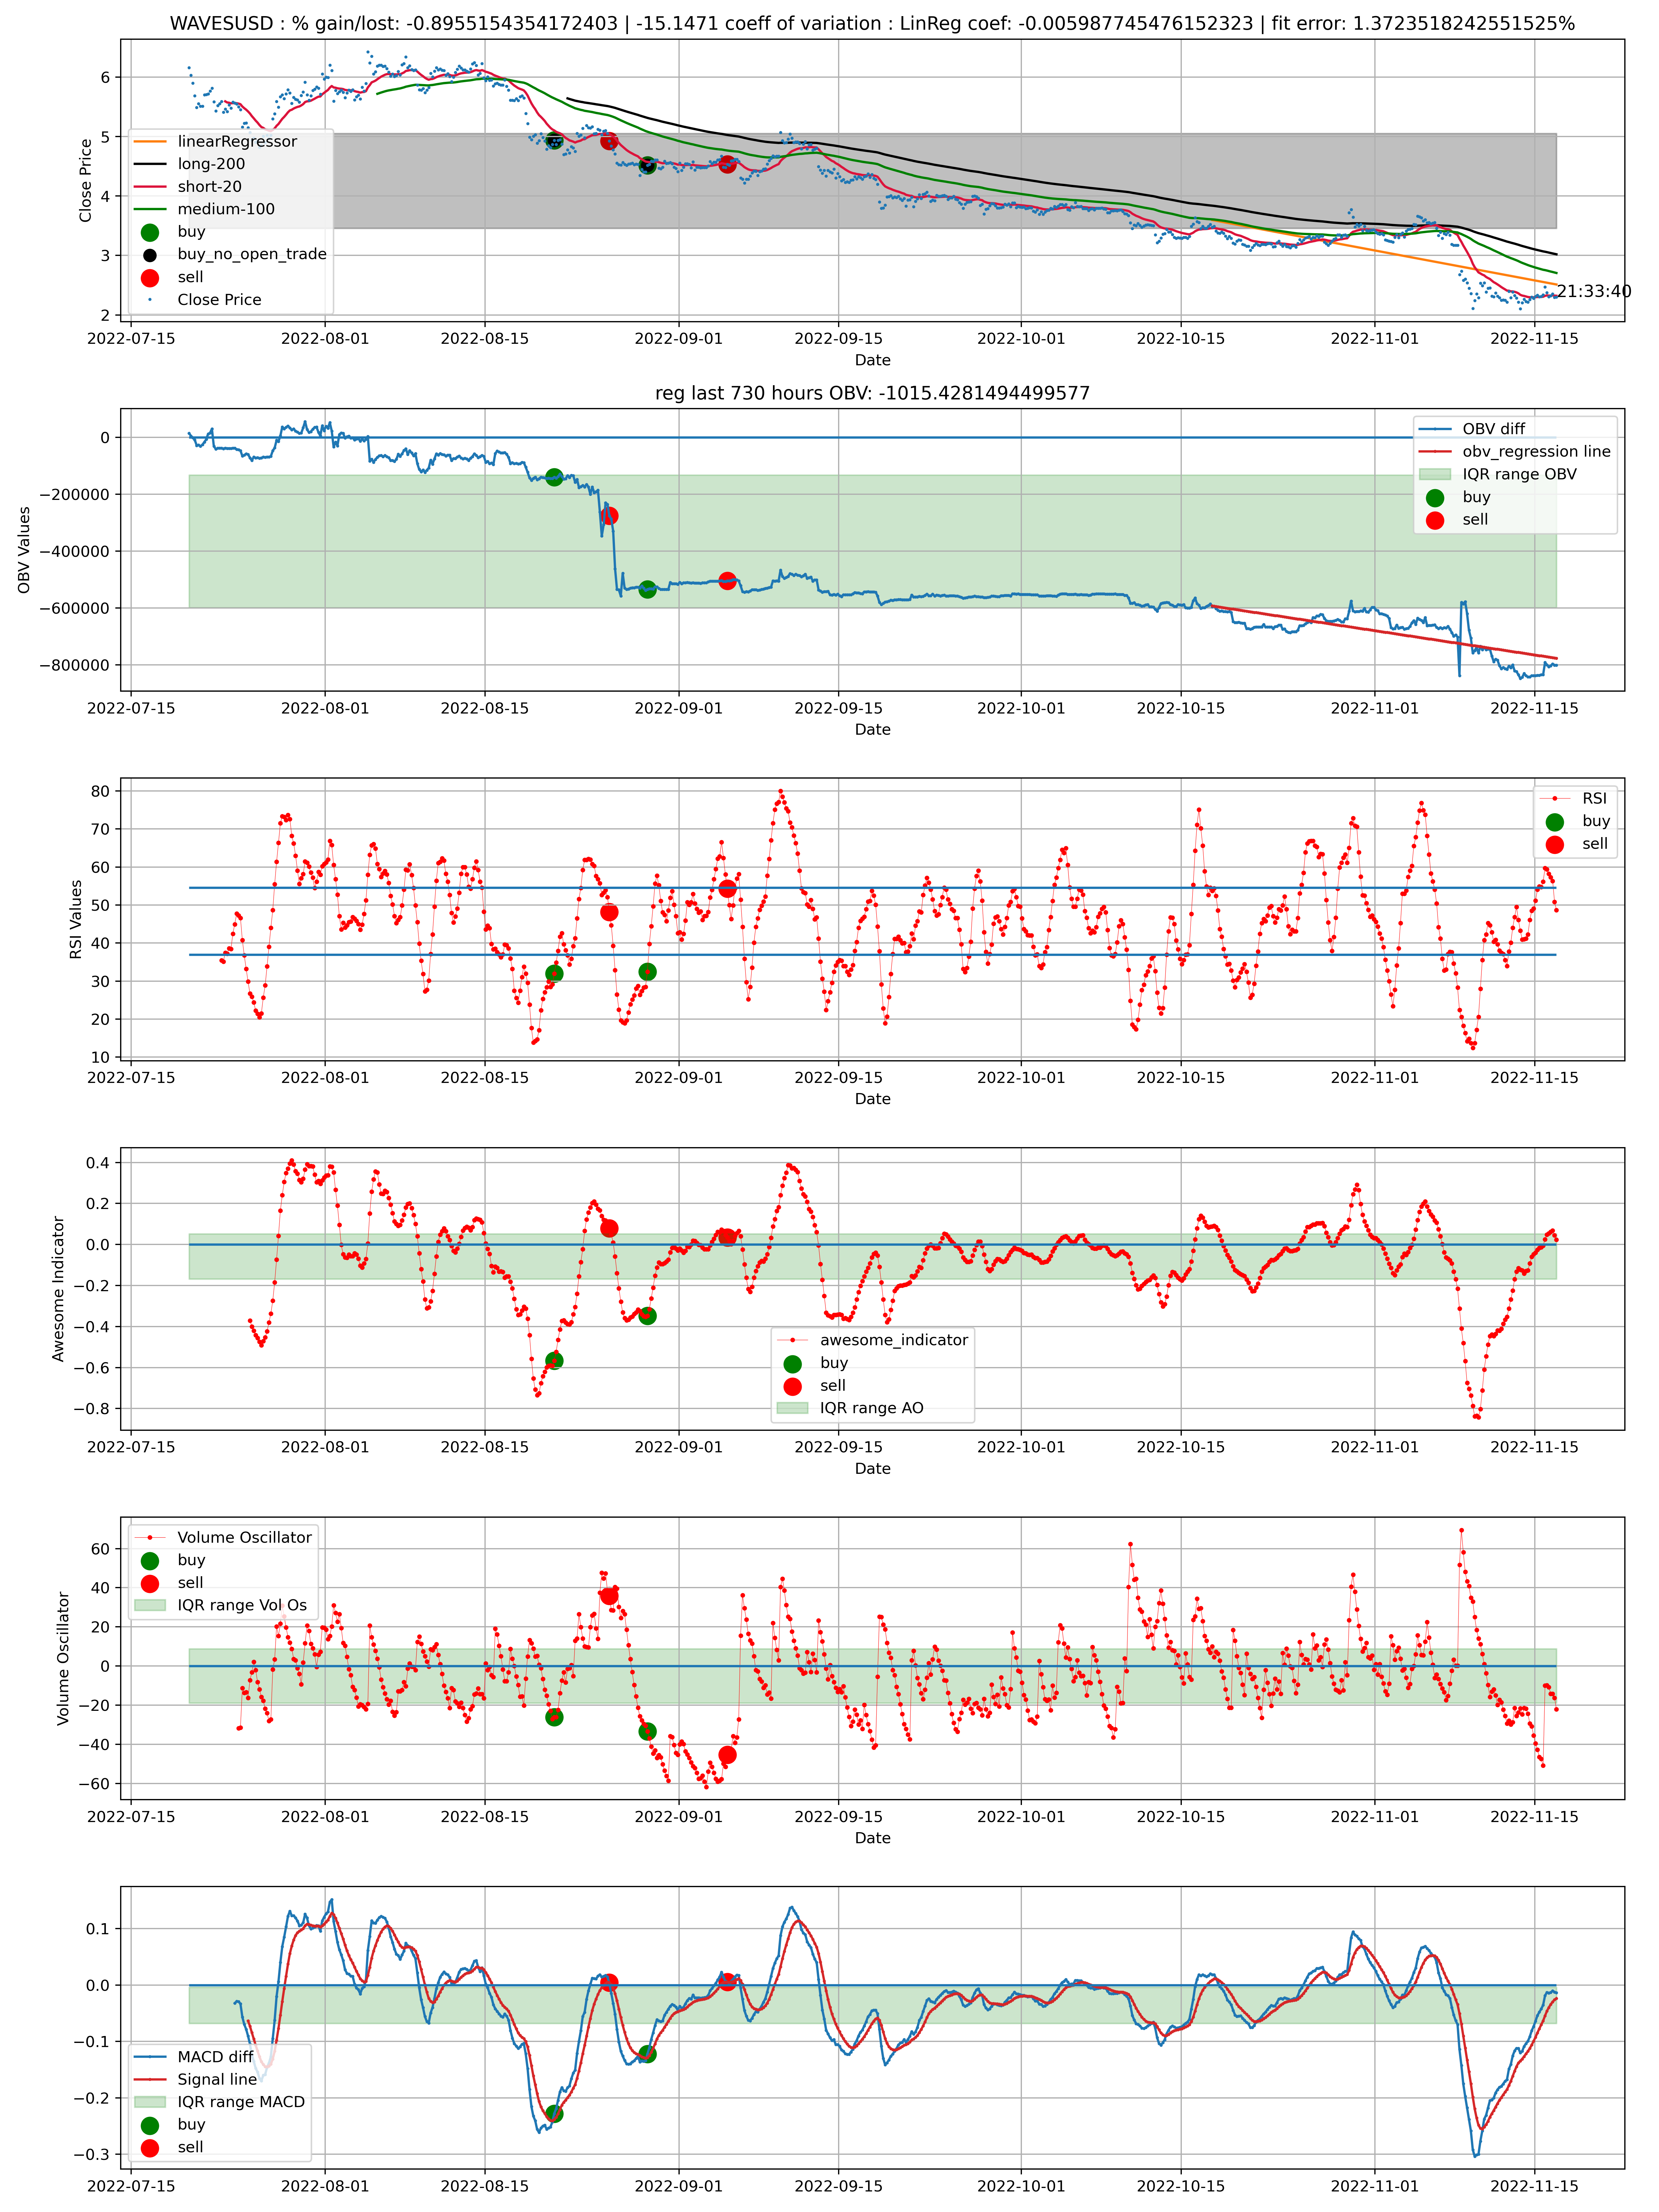 WAVESUSD : % gain/lost: -0.8955154354172403 | -15.1471 coeff of variation : LinReg coef: -0.005987745476152323 | fit error: 1.3723518242551525%
6
5
4
3
2
Close Price
linearRegressor
long-200
short-20
medium-100
buy
buy_no_open_trade
sell
Close Price
21:33:40
2022-07-15 2022-08-01 2022-08-15 2022-09-01 2022-09-15 2022-10-01 2022-10-15 2022-11-01 2022-11-15
Date
reg last 730 hours OBV: -1015.4281494499577
0
−200000
−400000
−600000
−800000
OBV Values
OBV diff
obv_regression line
IQR range OBV
buy
sell
2022-07-15 2022-08-01 2022-08-15 2022-09-01 2022-09-15 2022-10-01 2022-10-15 2022-11-01 2022-11-15
Date
80
70
60
50
40
30
20
10
RSI Values
RSI
buy
sell
2022-07-15 2022-08-01 2022-08-15 2022-09-01 2022-09-15 2022-10-01 2022-10-15 2022-11-01 2022-11-15
Date
0.4
0.2
0.0
−0.2
−0.4
−0.6
−0.8
Awesome Indicator
awesome_indicator
buy
sell
IQR range AO
2022-07-15 2022-08-01 2022-08-15 2022-09-01 2022-09-15 2022-10-01 2022-10-15 2022-11-01 2022-11-15
Date
60
40
20
0
−20
−40
−60
Volume Oscillator
Volume Oscillator
buy
sell
IQR range Vol Os
2022-07-15 2022-08-01 2022-08-15 2022-09-01 2022-09-15 2022-10-01 2022-10-15 2022-11-01 2022-11-15
Date
0.1
0.0
−0.1
−0.2
−0.3
MACD diff
Signal line
IQR range MACD
buy
sell
2022-07-15 2022-08-01 2022-08-15 2022-09-01 2022-09-15 2022-10-01 2022-10-15 2022-11-01 2022-11-15